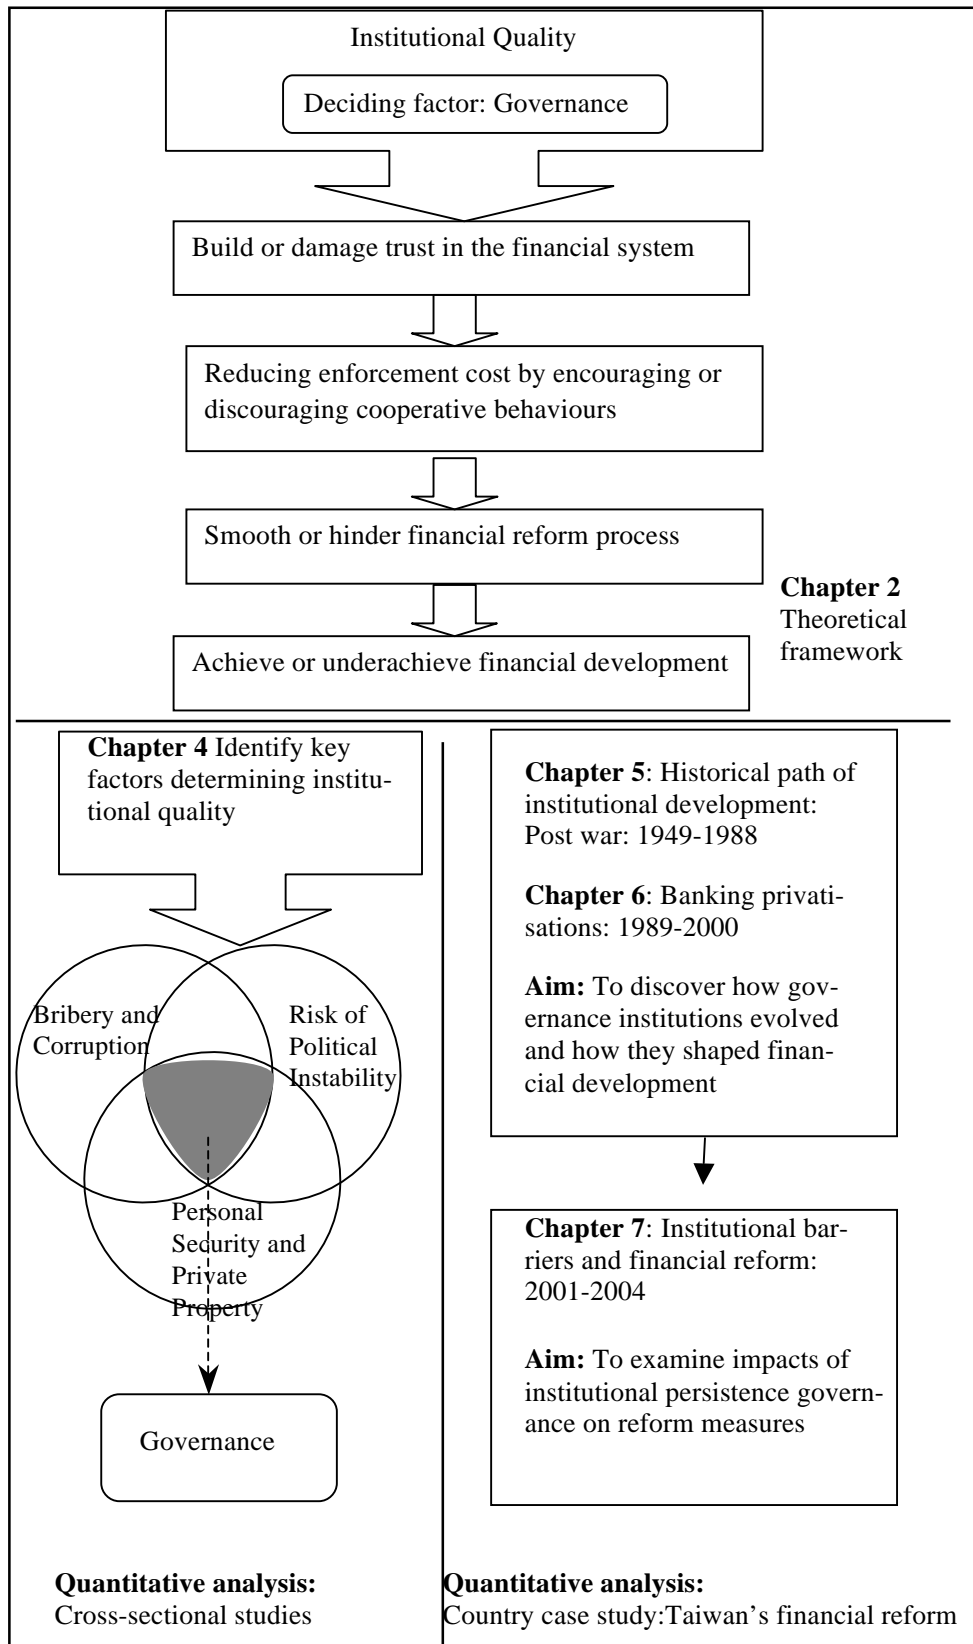 Institutional Quality
Deciding factor: Governance
Build or damage trust in the financial system
Reducing enforcement cost by encouraging or
discouraging cooperative behaviours
Smooth or hinder financial reform process
Chapter 2
Theoretical
framework
Achieve or underachieve financial development
Chapter 4 Identify key
factors determining institu-
tional quality
Bribery and
Corruption
Risk of
Political
Instability
Personal
Security and
Private
Property
Governance
Quantitative analysis:
Cross-sectional studies
Chapter 5: Historical path of
institutional development:
Post war: 1949-1988
Chapter 6: Banking privati-
sations: 1989-2000
Aim: To discover how gov-
ernance institutions evolved
and how they shaped finan-
cial development
Chapter 7: Institutional bar-
riers and financial reform:
2001-2004
Aim: To examine impacts of
institutional persistence govern-
ance on reform measures
Quantitative analysis:
Country case study:Taiwan's financial reform